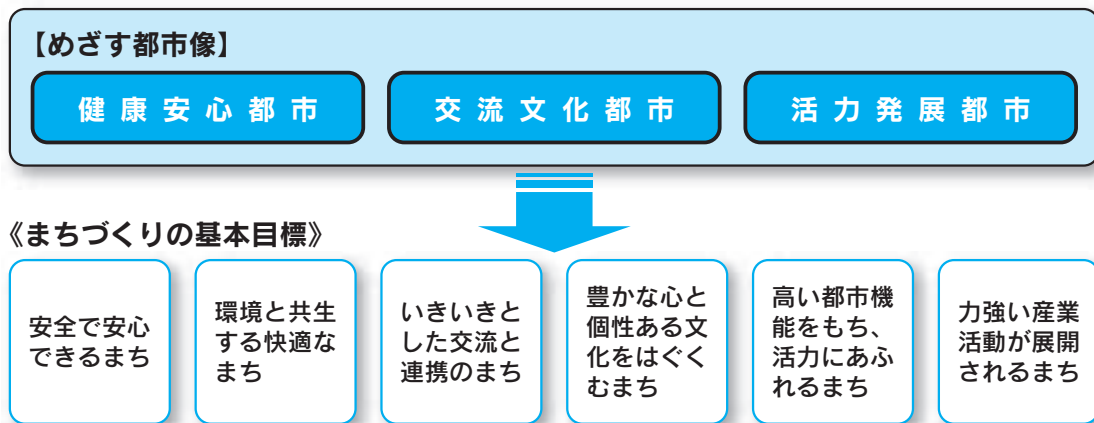 【めざす都市像】
健康安心都市
交流文化都市
活力発展都市
《まちづくりの基本目標》
安全で安心
できるまち
環境と共生
する快適な
まち
いきいきと
した交流と
連携のまち
豊かな心と
個性ある文
化をはぐく
むまち
高い都市機
能をもち、
活力にあふ
れるまち
力強い産業
活動が展開
されるまち